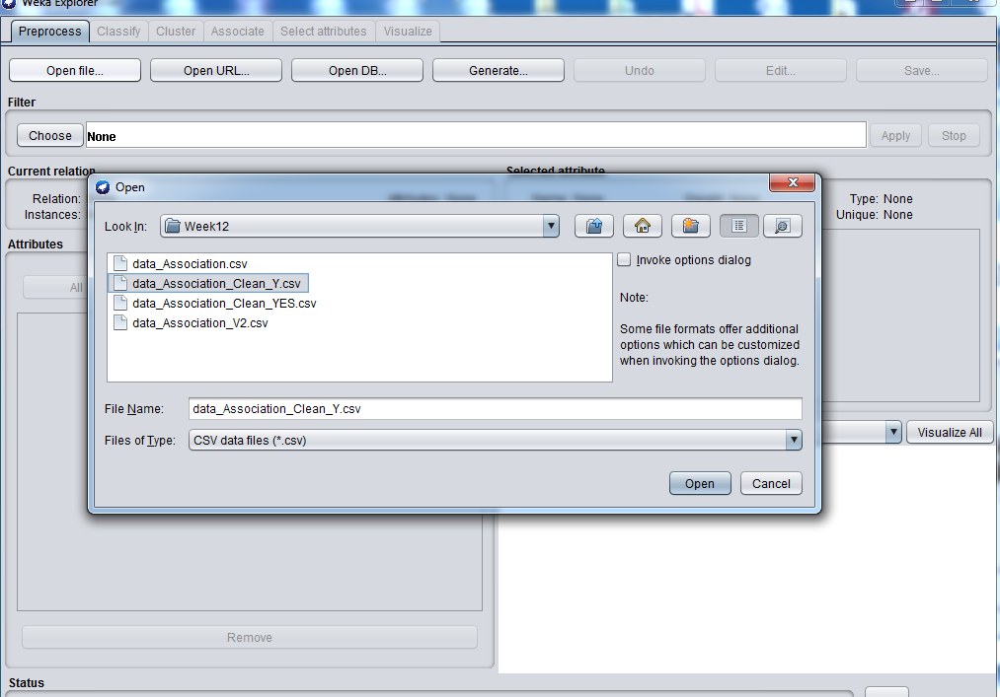 Weka Explorer
Preprocess Classify Cluster Associate Select attributes Visualize
Open file... Open URL... Open DB... Generate... Undo Edit... Save...
Filter
Choose None Apply Stop
Current relation Selected attribute
Relation: Type: None
Instances: Unique: None
Attributes
All
Open
Look In: Week12
data_Association.csv
data_Association_Clean_Y.csv
data_Association_Clean_YES.csv
data_Association_V2.csv
Invoke options dialog
Note:
Some file formats offer additional
options which can be customized
when invoking the options dialog.
File Name: data_Association_Clean_Y.csv
Files of Type: CSV data files (*.csv)
Open Cancel
Visualize All
Remove
Status